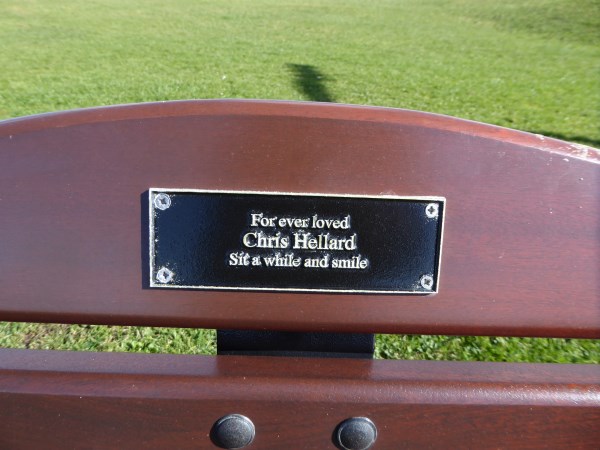 For ever loved
Chris Hellard
Sit a while and smile